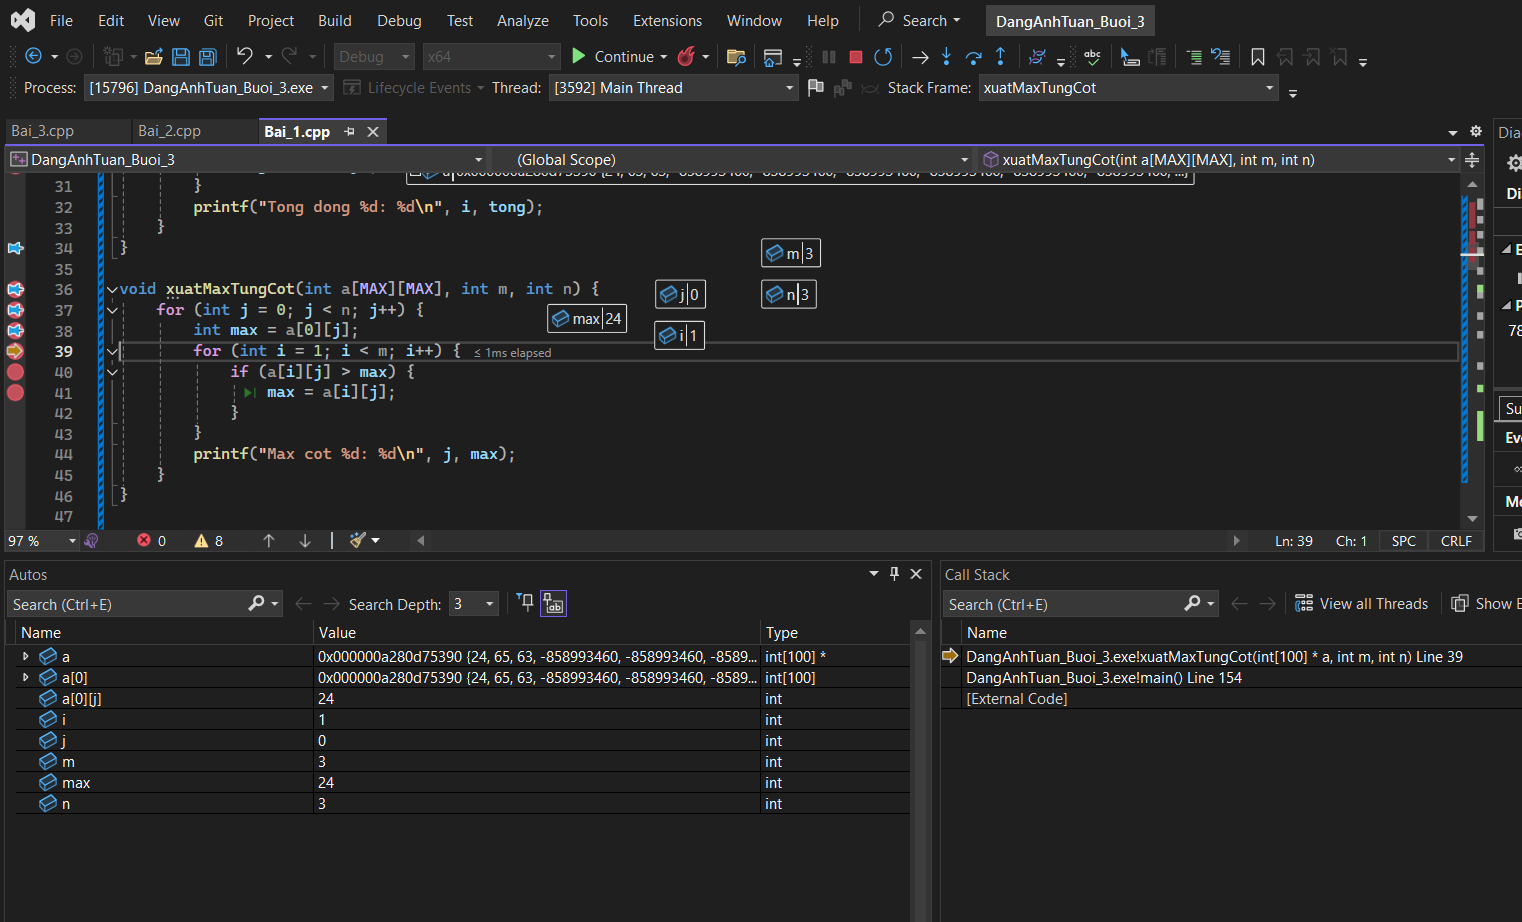 File Edit View Git Project Build Debug Test Analyze Tools Extensions Window Help Search DangAnhTuan_Buoi_3
Debug x64 Continue
Process: [15796] DangAnhTuan_Buoi_3.exe Lifecycle Events Thread: [3592] Main Thread Stack Frame: xuatMaxTungCot
Bai_3.cpp Bai_2.cpp Bai_1.cpp
DangAnhTuan_Buoi_3 (Global Scope) xuatMaxTungCot(int a[MAX][MAX], int m, int n)
31 }
32 printf("Tong dong %d: %d\n", i, tong);
33 }
34 }
m 3
35
36 void xuatMaxTungCot(int a[MAX][MAX], int m, int n) {
j 0 n 3
37 for (int j = 0; j < n; j++) {
max 24
38 int max = a[0][j];
i 1
39 for (int i = 1; i < m; i++) { ≤ 1ms elapsed
40 if (a[i][j] > max) {
41 max = a[i][j];
42 }
43 }
44 printf("Max cot %d: %d\n", j, max);
45 }
46 }
47
97 % 0 8 Ln: 39 Ch: 1 SPC CRLF
Autos
Search (Ctrl+E) Search Depth: 3
Name Value Type
a 0x000000a280d75390 {24, 65, 63, -858993460, -858993460, -8589... int[100] *
a[0] 0x000000a280d75390 {24, 65, 63, -858993460, -858993460, -8589... int[100]
a[0][j] 24 int
i 1 int
j 0 int
m 3 int
max 24 int
n 3 int
Call Stack
Search (Ctrl+E) View all Threads Show E
Name
DangAnhTuan_Buoi_3.exe!xuatMaxTungCot(int[100] * a, int m, int n) Line 39
DangAnhTuan_Buoi_3.exe!main() Line 154
[External Code]
Dia
Di
E
P
78
Su
Eve
Me